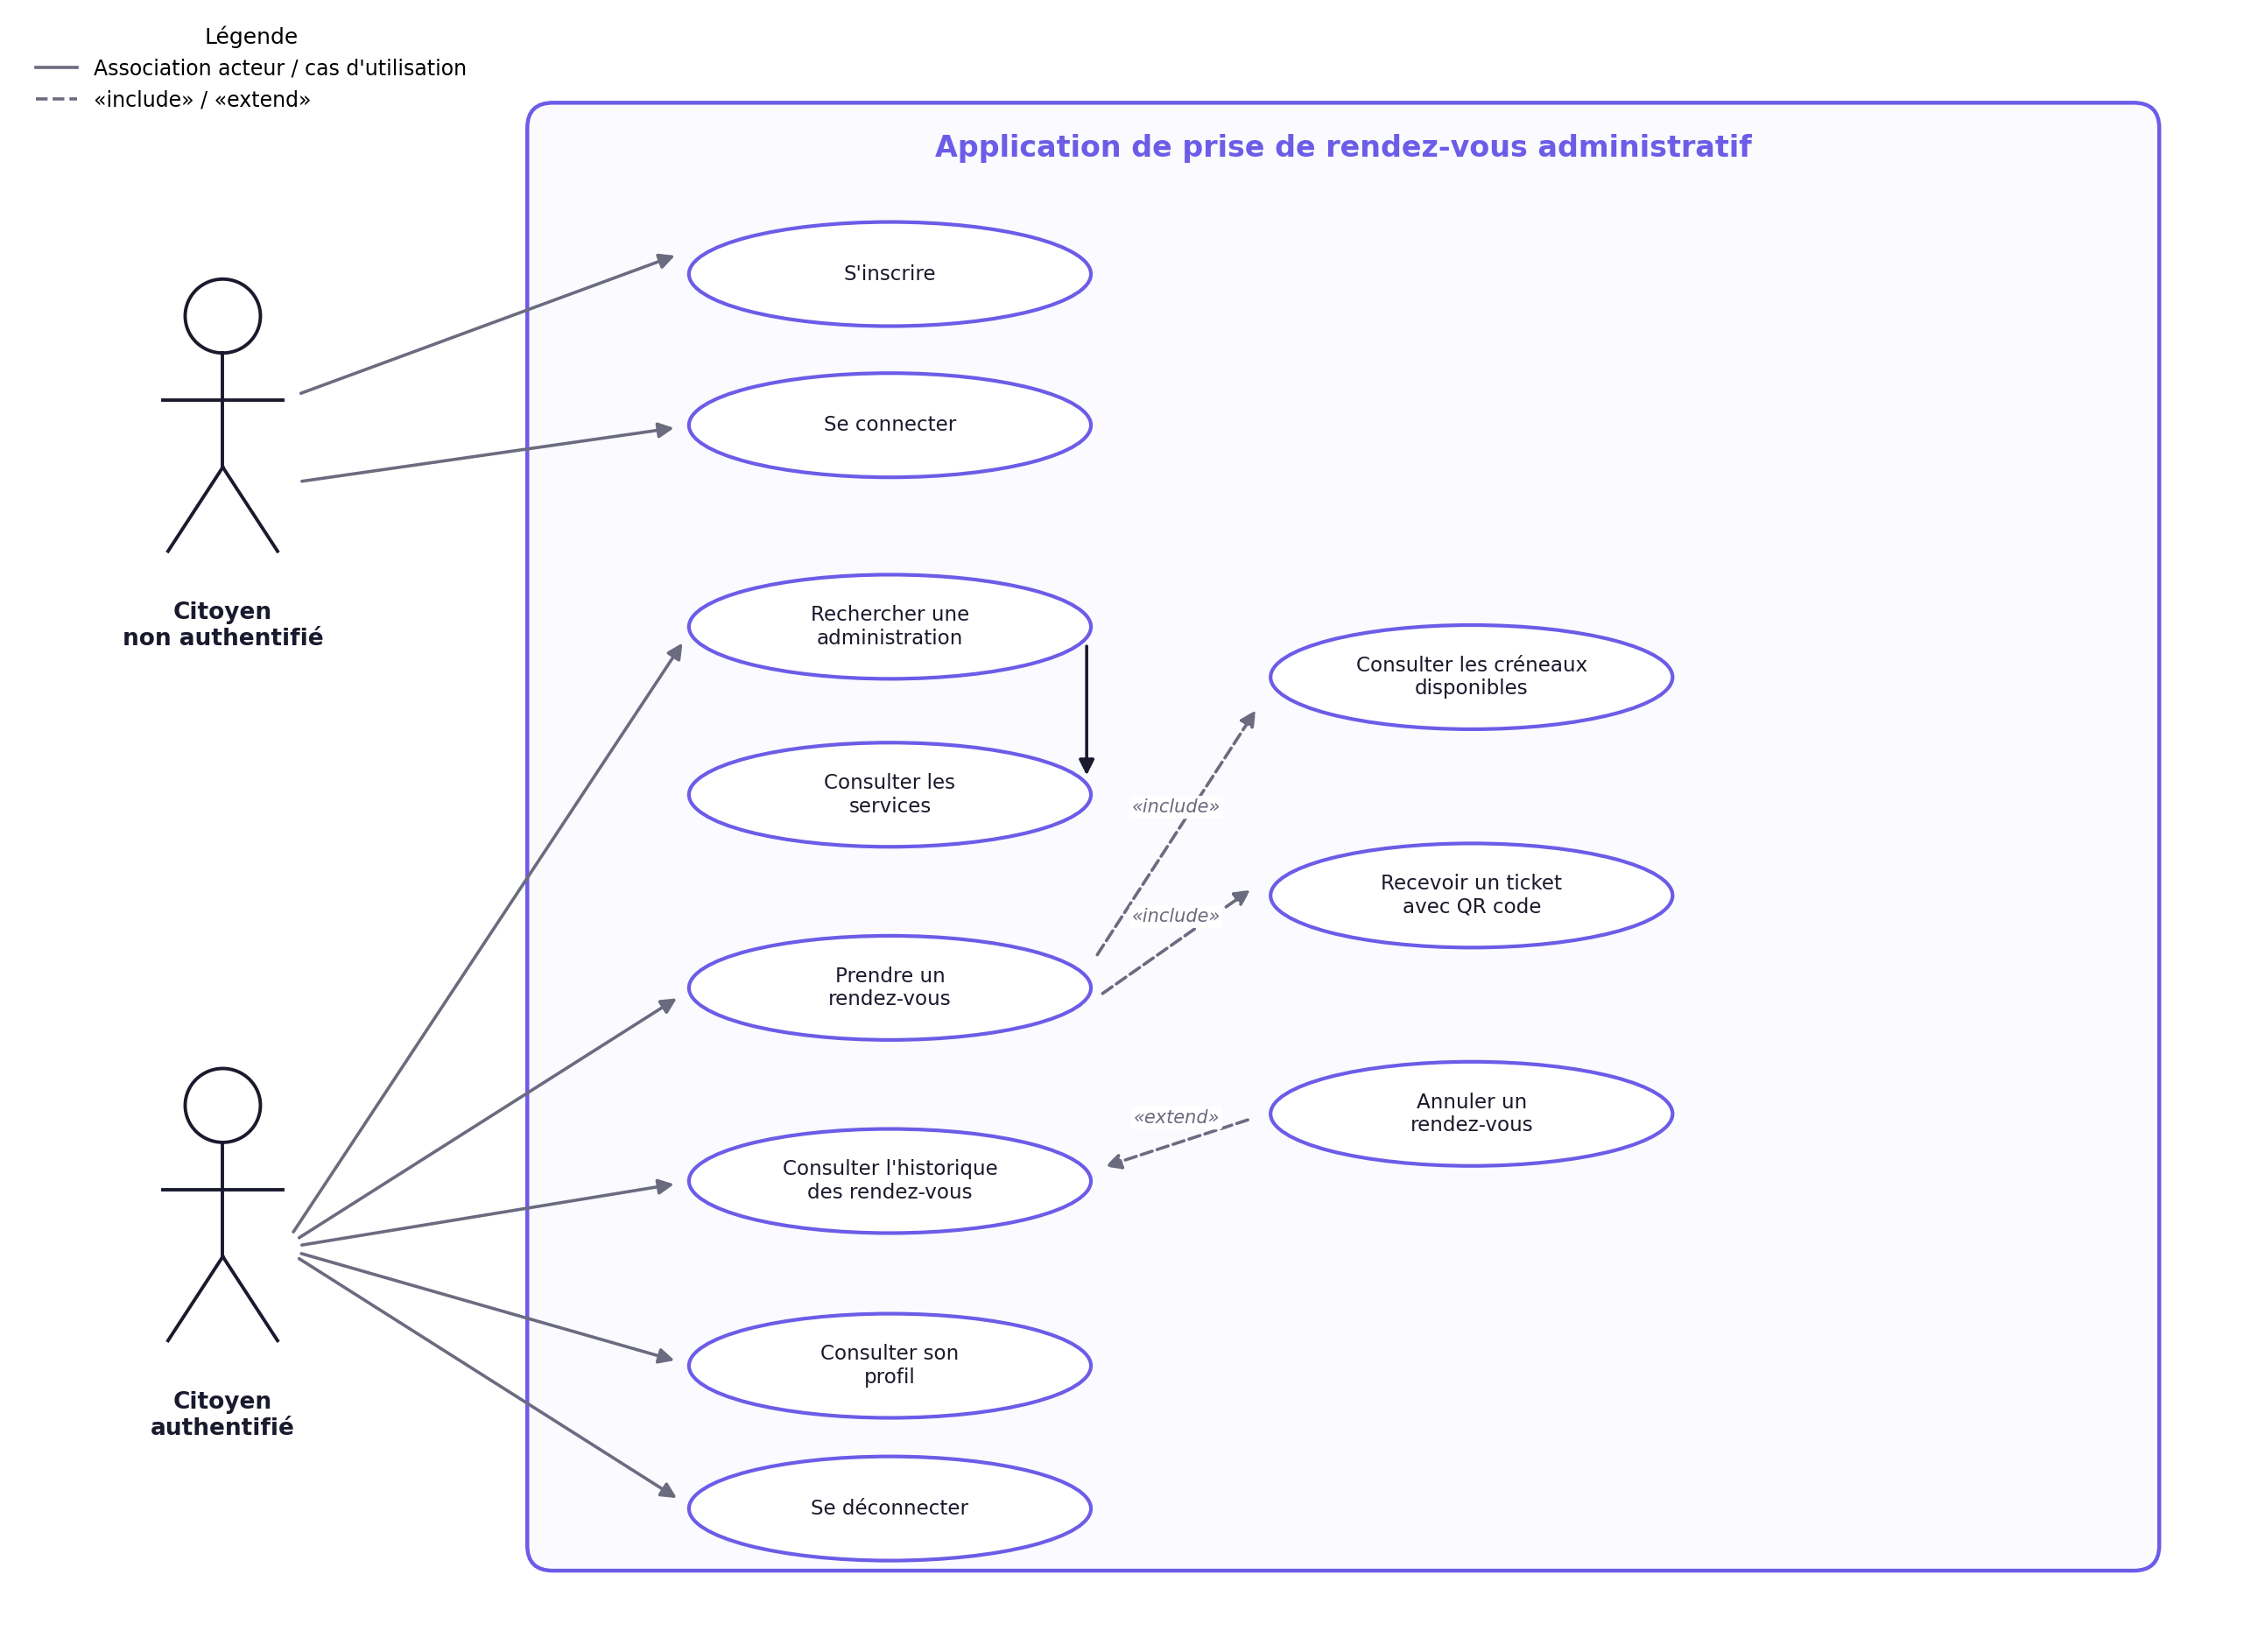 Légende
Association acteur / cas d'utilisation
«include» / «extend»
Application de prise de rendez-vous administratif
S'inscrire
Se connecter
Citoyen
non authentifié
Rechercher une
administration
Consulter les créneaux
disponibles
Consulter les
services
«include»
Recevoir un ticket
avec QR code
«include»
Prendre un
rendez-vous
Annuler un
rendez-vous
«extend»
Consulter l'historique
des rendez-vous
Consulter son
profil
Citoyen
authentifié
Se déconnecter